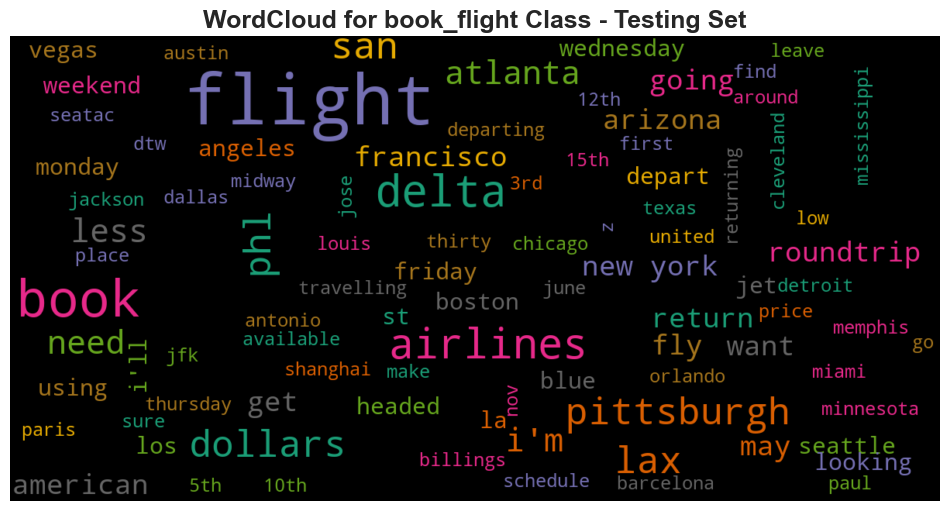 WordCloud for book_flight Class - Testing Set
vegas
austin
san
wednesday
leave
weekend
flight
atlanta
going
find
mississippi
seatac
12th
around
arizona
departing
dtw
angeles
francisco
15th
first
cleveland
monday
midway
jose
delta
3rd
depart
returning
jackson
dallas
texas
low
less
phl
louis
thirty
chicago
z
united
roundtrip
place
friday
new york
book
travelling
boston
june
jet
detroit
antonio
st
return
price
need
i'll
jfk
available
airlines
fly
want
memphis
go
shanghai
make
blue
orlando
miami
using
thursday
get
headed
nov
la
pittsburgh
minnesota
paris
sure
los
dollars
i'm
may
seattle
billings
lax
looking
american
5th
10th
schedule
barcelona
paul